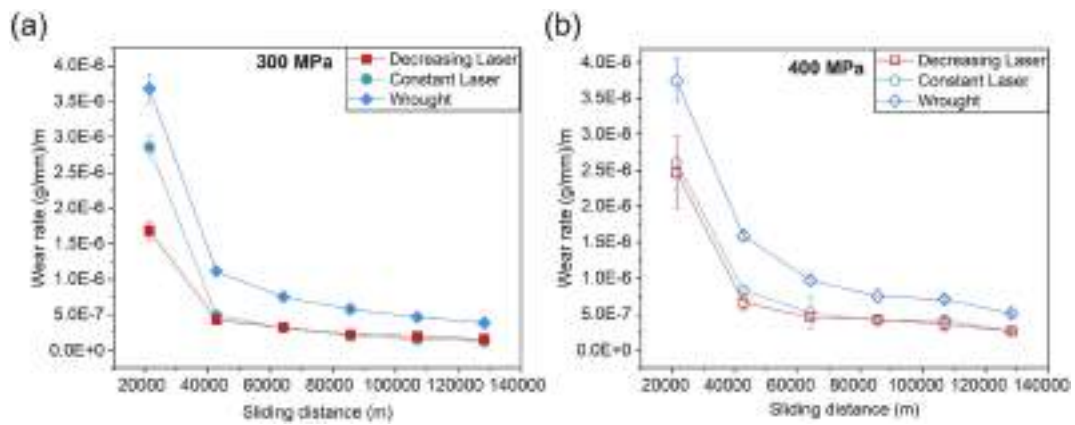 (a)
300 MPa
Decreasing Laser
Constant Laser
Wrought
4.0E-6
3.5E-6
3.0E-6
2.5E-6
2.0E-6
1.5E-6
1.0E-6
5.0E-7
0.0E+0
Wear rate (g/mm)/m
20000 40000 60000 80000 100000 120000 140000
Sliding distance (m)
(b)
400 MPa
Decreasing Laser
Constant Laser
Wrought
4.0E-6
3.5E-6
3.0E-6
2.5E-6
2.0E-6
1.5E-6
1.0E-6
5.0E-7
0.0E+0
Wear rate (g/mm)/m
20000 40000 60000 80000 100000 120000 140000
Sliding distance (m)